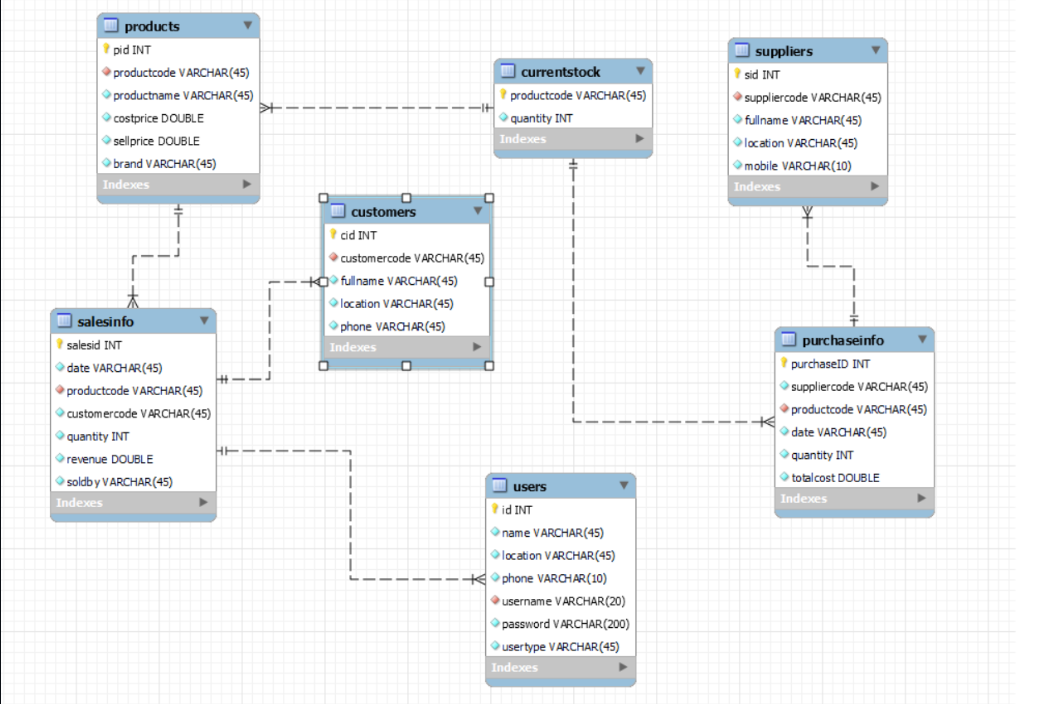 products
pid INT
productcode VARCHAR(45)
productname VARCHAR(45)
costprice DOUBLE
sellprice DOUBLE
brand VARCHAR(45)
Indexes
currentstock
productcode VARCHAR(45)
quantity INT
Indexes
suppliers
sid INT
suppliercode VARCHAR(45)
fullname VARCHAR(45)
location VARCHAR(45)
mobile VARCHAR(10)
Indexes
customers
cid INT
customercode VARCHAR(45)
fullname VARCHAR(45)
location VARCHAR(45)
phone VARCHAR(45)
Indexes
salesinfo
salesid INT
date VARCHAR(45)
productcode VARCHAR(45)
customercode VARCHAR(45)
quantity INT
revenue DOUBLE
soldby VARCHAR(45)
Indexes
purchaseinfo
purchaseID INT
suppliercode VARCHAR(45)
productcode VARCHAR(45)
date VARCHAR(45)
quantity INT
totalcost DOUBLE
Indexes
users
id INT
name VARCHAR(45)
location VARCHAR(45)
phone VARCHAR(10)
username VARCHAR(20)
password VARCHAR(200)
usertype VARCHAR(45)
Indexes